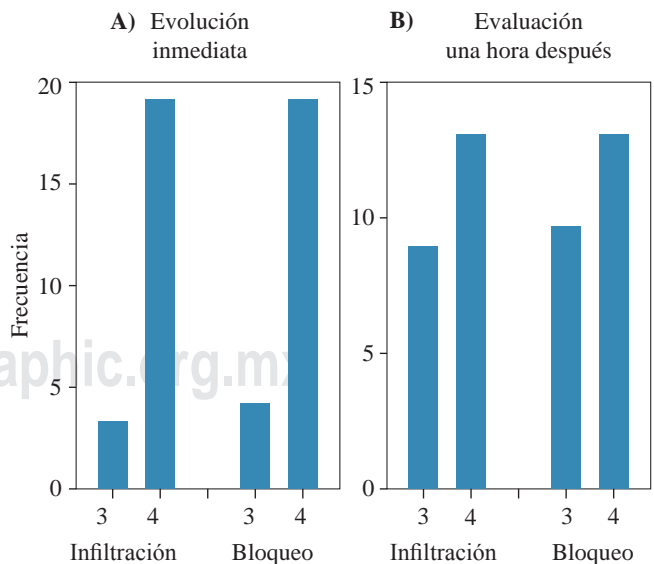 A) Evolución
inmediata
B) Evaluación
una hora después
Frecuencia
20
15
10
5
0
3 4 3 4
Infiltración Bloqueo
15
10
5
0
3 4 3 4
Infiltración Bloqueo
aphic.org.mx